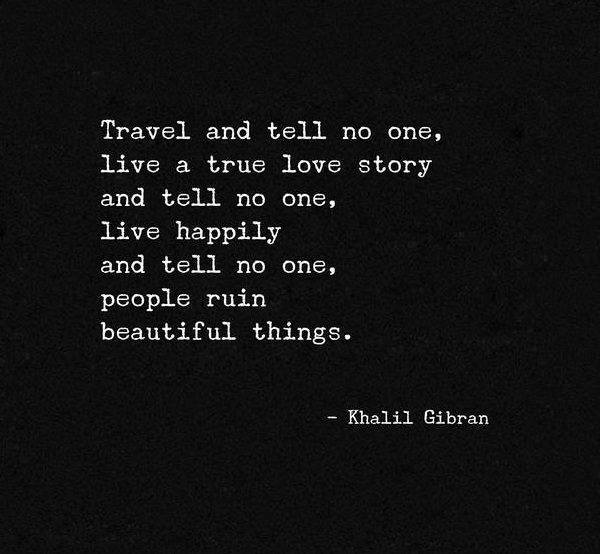 Travel and tell no one,
live a true love story
and tell no one,
live happily
and tell no one,
people ruin
beautiful things.
– Khalil Gibran